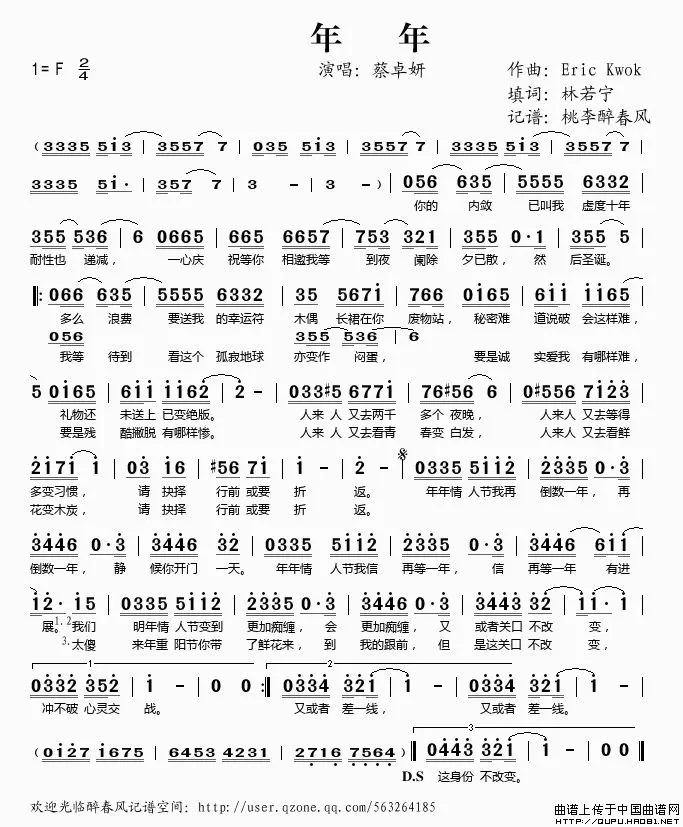 年 年
1=F 2/4
演唱：蔡卓妍
作曲：Eric Kwok
填词：林若宁
记谱：桃李醉春风
(3335 5i3 | 3557 7 | 035 5i3 | 3557 7 | 3335 5i3 | 3557 7 |
3335 5i· | 357 7 | 3 - | 3 - ) | 056 635 | 5555 6332 |
你的 内敛 已叫我 虚度十年
355 536 | 6 0665 | 665 6657 | 753 321 | 355 0·1 | 355 5 |
耐性也 递减， 一心庆 祝等你 相邀我等 到夜 阑除 夕已散，然 后圣诞。
‖: 066 635 | 5555 6332 | 35 567i | 766 0i65 | 6ii ii65 |
多么 浪费 要送我 的幸运符 木偶 长裙在你 废物站，秘密难 道说破 会这样难，
056 355 536 | 6
我等 待到 看这个 孤寂地球 亦变作 闷蛋， 要是诚 实爱我 有哪样难，
5 0i65 | 6ii ii62 | 2 - | 033#5 677i | 76#56 6 | 0#556 7i23 |
礼物还 未送上 已变绝版。 人来 人 又去两千 多个 夜晚， 人来人 又去等得
要是残 酷撇脱 有哪样惨。 人来 人 又去看青 春变 白发， 人来人 又去看鲜
2i7i i | 03 i6 | #56 7i | i - | 2 - | 0335 5ii2 | 2335 0·3 |
多变习惯， 请 抉择 行前 或要 折 返。 年年情 人节我再 倒数一年，再
花变木炭， 请 抉择 行前 或要 折 返。
3446 0·3 | 3446 32 | 0335 5ii2 | 2335 0·3 | 3446 6ii |
倒数一年，静 候你开门 一天。年年情 人节我信 再等一年，信 再等一年 有进
i2· i5 | 0335 5ii2 | 2335 0·3 | 3446 0·3 | 3443 32 | ii· i |
展。1.2.我们 明年情 人节变到 更加痴缠，会 更加痴缠，又 或者关口 不改 变，
3.太傻 来年重 阳节你带 了鲜花来，到 我的跟前，但 是这关口 不改 变，
1 0332 352 | i - | 0 0 :‖ 2 0334 32i | i 0334 32i | i - |
冲不破 心灵交 战。 又或者 差一线， 又或者 差一线。
(0i27 i675 | 6453 4231 | 2716 7564) | 3 0443 32i | i - | 0 0 ‖
D.S 这身份 不改变。
欢迎光临醉春风记谱空间：http://user.qzone.qq.com/563264185
曲谱上传于中国曲谱网
HTTP://QUPU.HAO81.NET